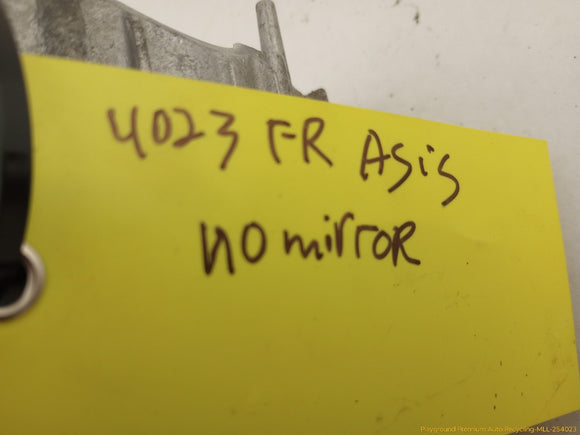 4023 FR Asis
no mirror
Playground Premium Auto Recycling-MLL-254023